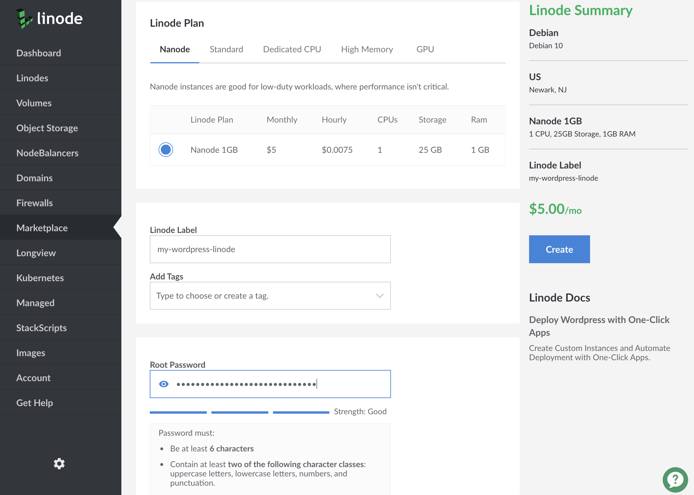 linode
Dashboard
Linodes
Volumes
Object Storage
NodeBalancers
Domains
Firewalls
Marketplace
Longview
Kubernetes
Managed
StackScripts
Images
Account
Get Help
Linode Plan
Nanode Standard Dedicated CPU High Memory GPU
Nanode instances are good for low-duty workloads, where performance isn't critical.
Linode Plan Monthly Hourly CPUs Storage Ram
Nanode 1GB $5 $0.0075 1 25 GB 1 GB
Linode Label
my-wordpress-linode
Add Tags
Type to choose or create a tag.
Root Password
Strength: Good
Password must:
• Be at least 6 characters
• Contain at least two of the following character classes:
uppercase letters, lowercase letters, numbers, and
punctuation.
Linode Summary
Debian
Debian 10
US
Newark, NJ
Nanode 1GB
1 CPU, 25GB Storage, 1GB RAM
Linode Label
my-wordpress-linode
$5.00/mo
Create
Linode Docs
Deploy Wordpress with One-Click
Apps
Create Custom Instances and Automate
Deployment with One-Click Apps.
?